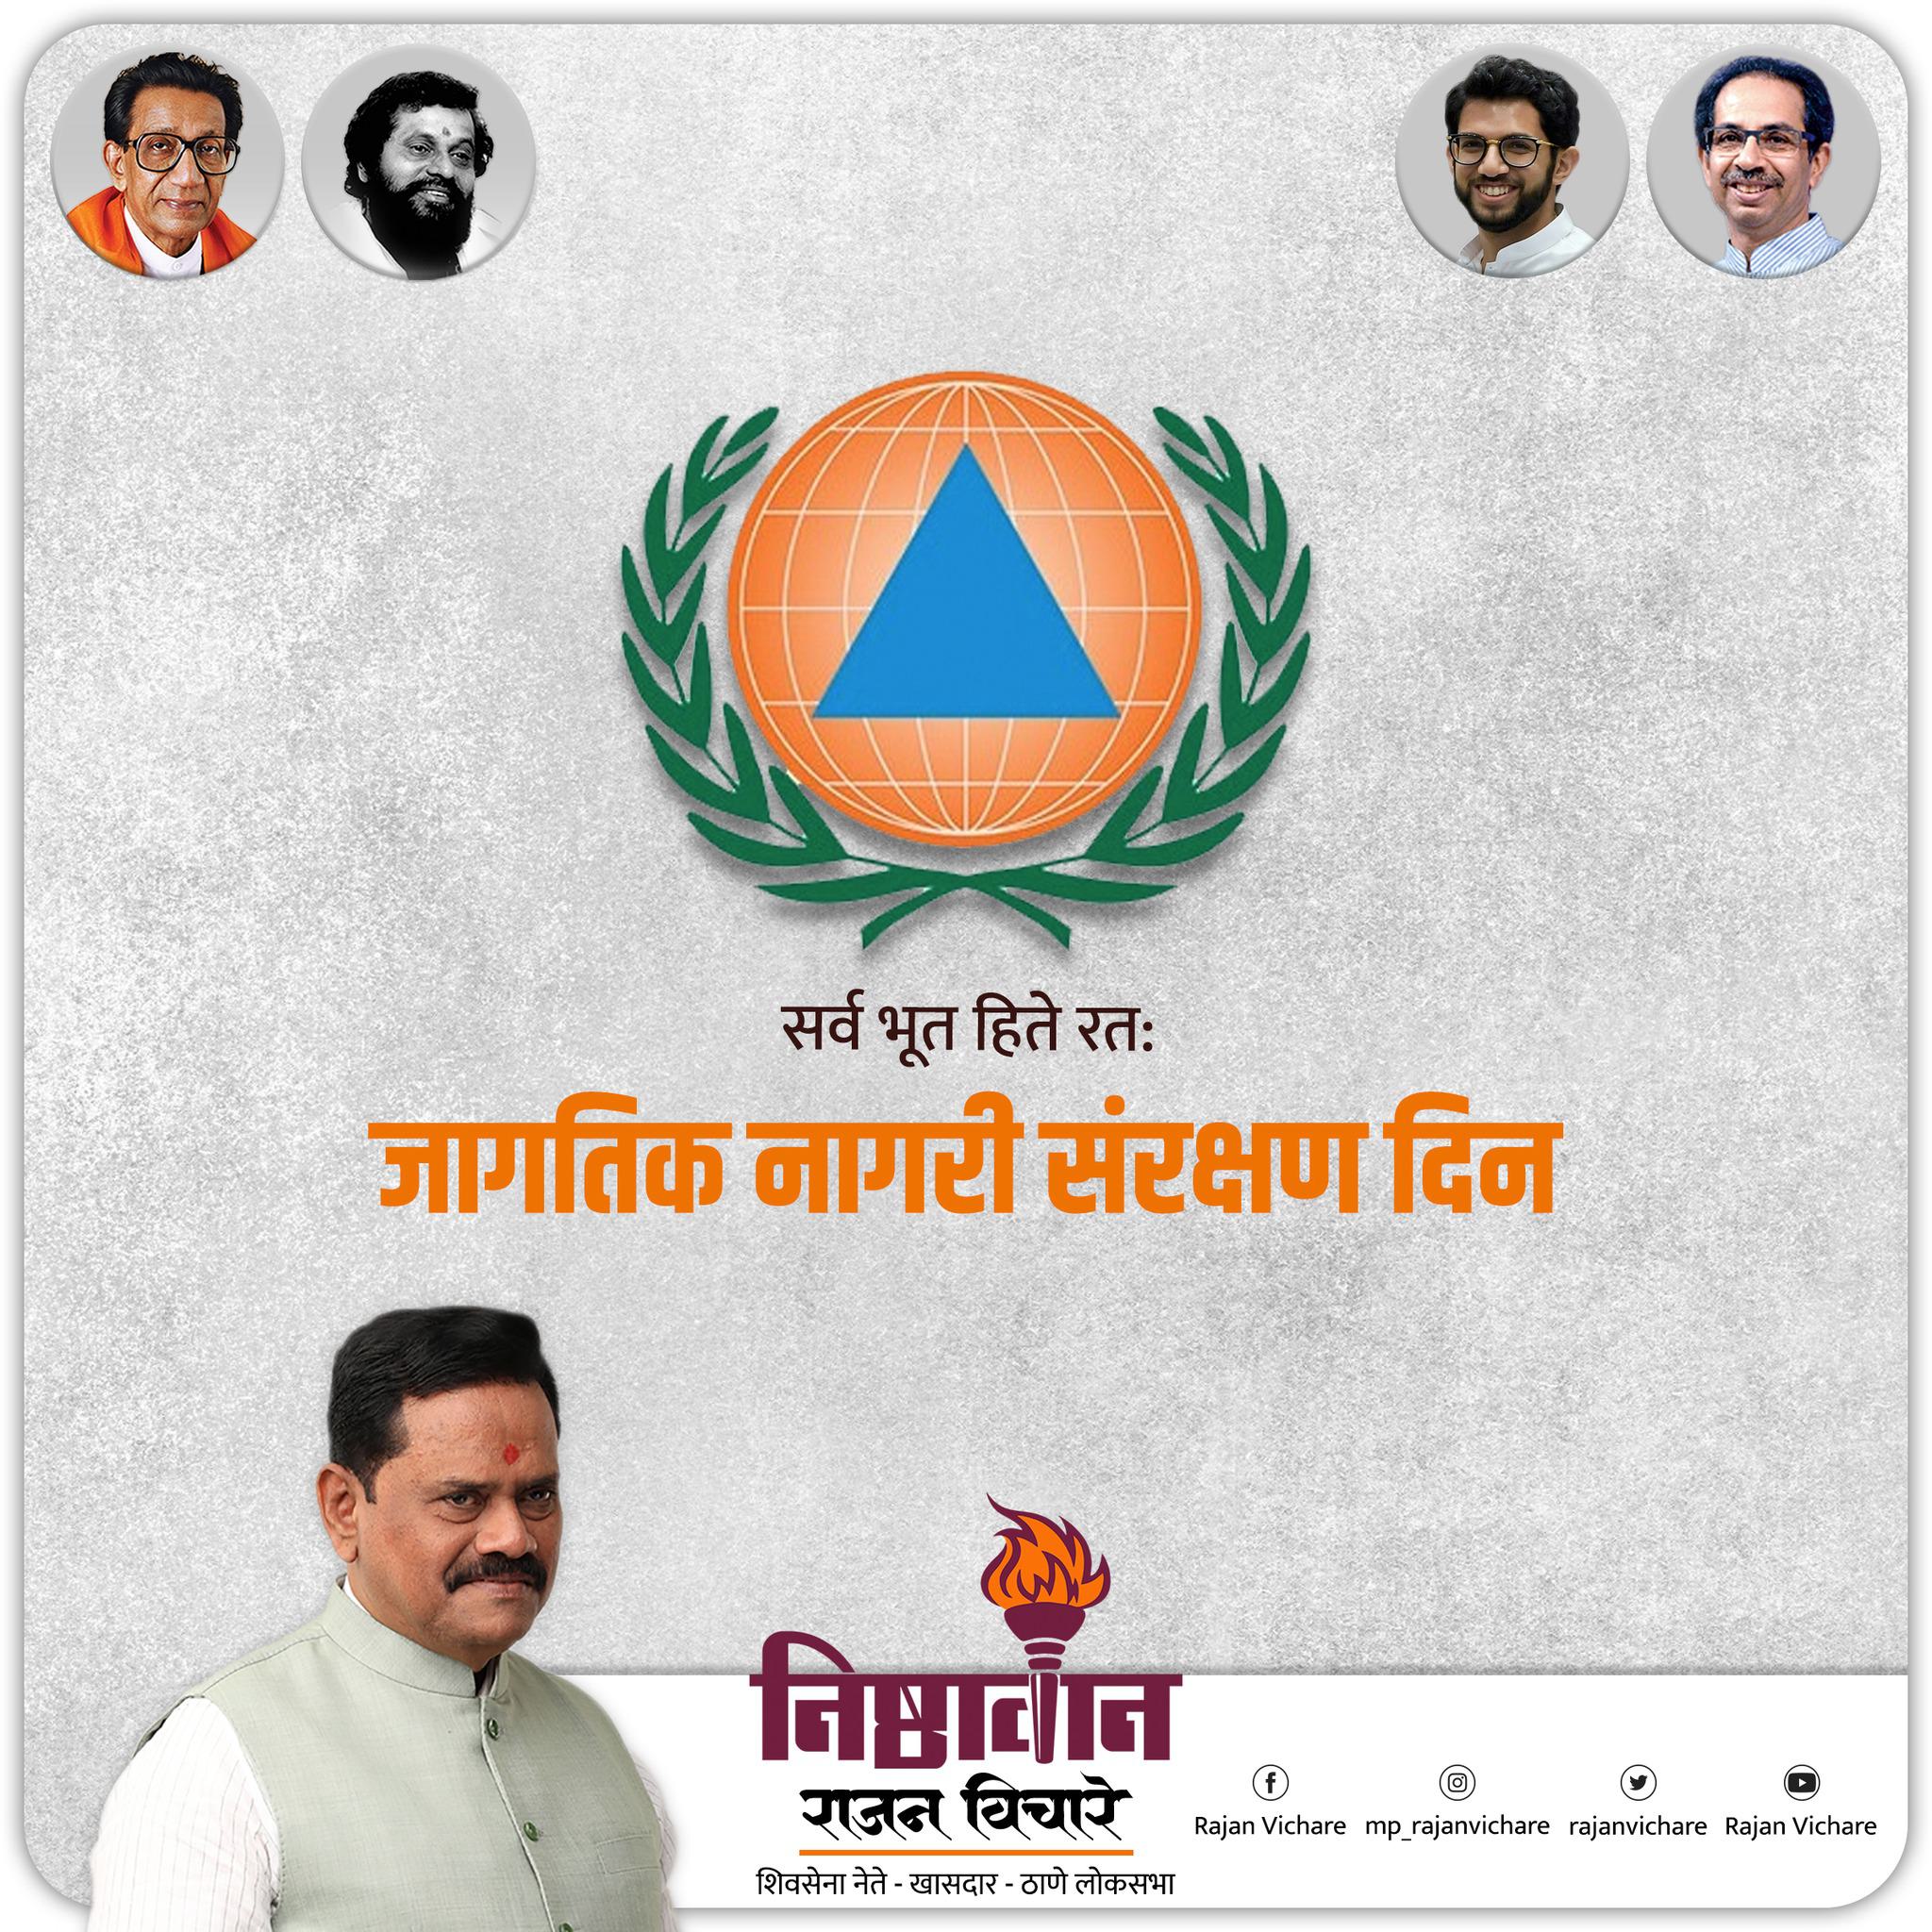 सर्व भूत हिते रत:
जागतिक नागरी संरक्षण दिन
निष्ठावान
राजन विचारे
शिवसेना नेते - खासदार - ठाणे लोकसभा
Rajan Vichare mp_rajanvichare rajanvichare Rajan Vichare